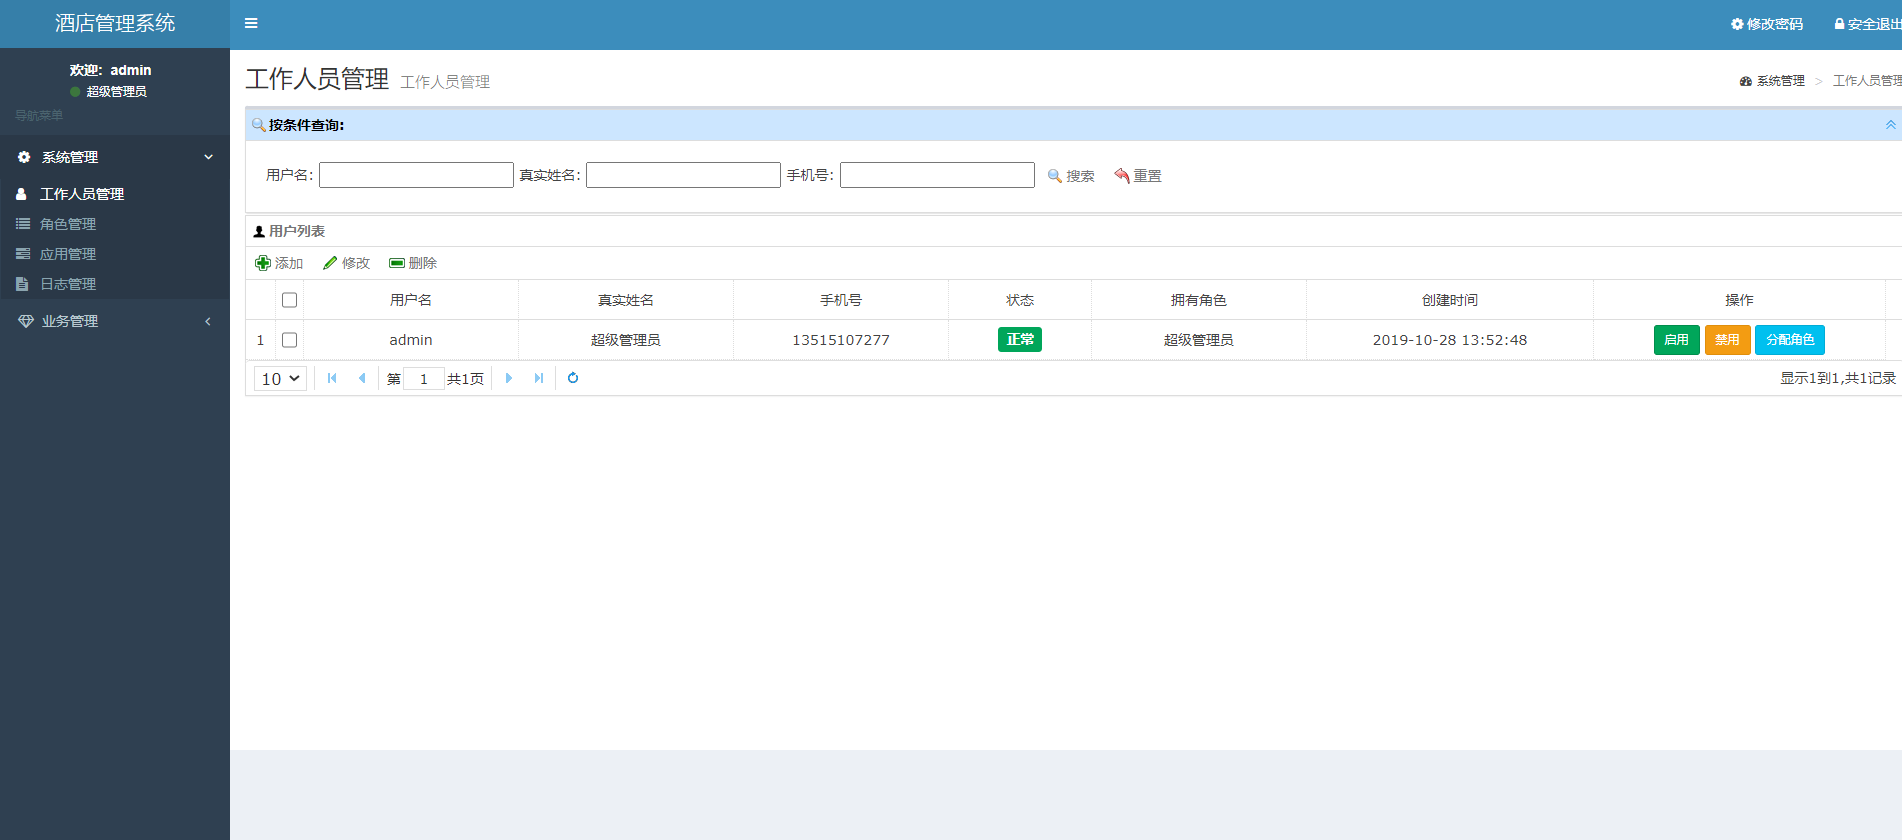 酒店管理系统
修改密码 安全退出
欢迎：admin
超级管理员
导航菜单
系统管理
工作人员管理
角色管理
应用管理
日志管理
业务管理
工作人员管理 工作人员管理
系统管理 > 工作人员管理
按条件查询:
用户名: 真实姓名: 手机号: 搜索 重置
用户列表
添加 修改 删除
用户名 真实姓名 手机号 状态 拥有角色 创建时间 操作
1 admin 超级管理员 13515107277 正常 超级管理员 2019-10-28 13:52:48 启用 禁用 分配角色
10 第 1 共1页 显示1到1,共1记录